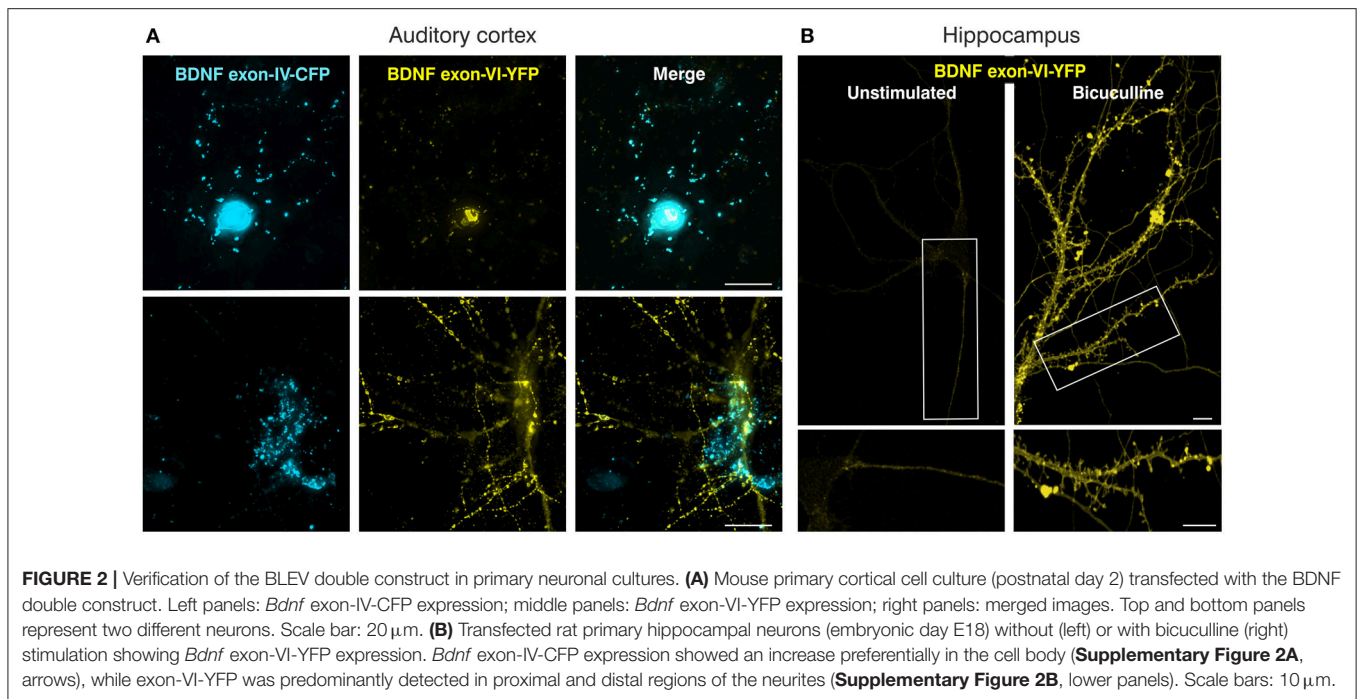 A
Auditory cortex
B
Hippocampus
BDNF exon-IV-CFP
BDNF exon-VI-YFP
Merge
BDNF exon-VI-YFP
Unstimulated
Bicuculline
FIGURE 2 | Verification of the BLEV double construct in primary neuronal cultures. (A) Mouse primary cortical cell culture (postnatal day 2) transfected with the BDNF
double construct. Left panels: Bdnf exon-IV-CFP expression; middle panels: Bdnf exon-VI-YFP expression; right panels: merged images. Top and bottom panels
represent two different neurons. Scale bar: 20 μm. (B) Transfected rat primary hippocampal neurons (embryonic day E18) without (left) or with bicuculline (right)
stimulation showing Bdnf exon-VI-YFP expression. Bdnf exon-IV-CFP expression showed an increase preferentially in the cell body (Supplementary Figure 2A,
arrows), while exon-VI-YFP was predominantly detected in proximal and distal regions of the neurites (Supplementary Figure 2B, lower panels). Scale bars: 10 μm.